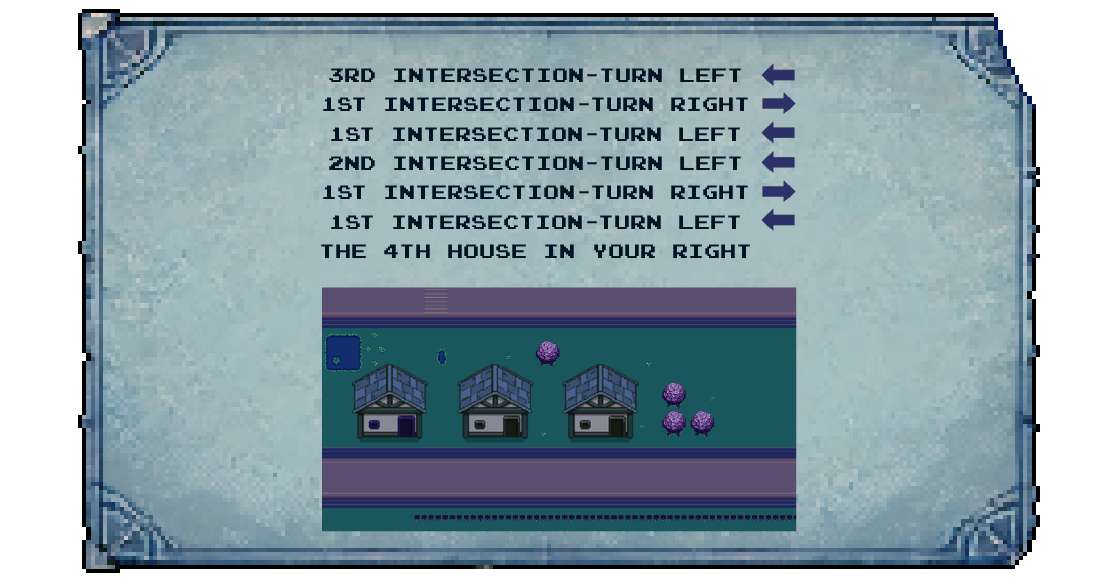 3RD INTERSECTION-TURN LEFT
1ST INTERSECTION-TURN RIGHT
1ST INTERSECTION-TURN LEFT
2ND INTERSECTION-TURN LEFT
1ST INTERSECTION-TURN RIGHT
1ST INTERSECTION-TURN LEFT
THE 4TH HOUSE IN YOUR RIGHT